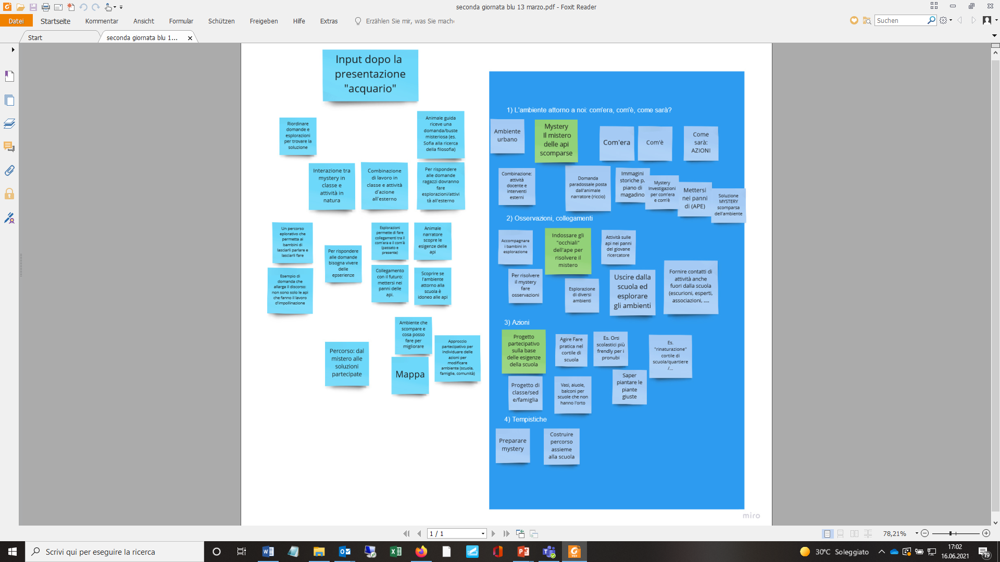 seconda giornata blu 13 marzo.pdf - Foxit Reader
Datei
Startseite
Kommentar
Ansicht
Formular
Schützen
Freigeben
Hilfe
Extras
Erzählen Sie mir, was Sie mach
Suchen
Start
seconda giornata blu 1...
Input dopo la
presentazione
"acquario"
Riordinare
domande e
esplorazioni
per trovare la
soluzione
Animale guida
riceve una
domanda/buste
misteriosa (es.
Sofia alla ricerca
della filosofia)
Interazione tra
mystery in
classe e
attività in
natura
Combinazione
di lavoro in
classe e attività
d'azione
all'esterno
Per rispondere
alle domande
ragazzi dovranno
fare
esplorazioni/attivi
tà all'esterno
Un percorso
eplorativo che
permetta ai
bambini di
lasciarli parlare e
lasciarli fare
Per rispondere
alle domande
bisogna vivere
delle
epserienze
Esplorazioni
permette di fare
collegamenti tra il
com'era e il com'è
(passato e
presente)
Animale
narratore
scopre le
esigenze delle
api
Esempio di
domanda che
allarga il discorso:
non sono solo le api
che fanno il lavoro
d'impollinazione
Collegamento
con il futuro:
mettersi nei
panni delle
api.
Scoprire se
l'ambiente
attorno alla
scuola è
idoneo alle api
Ambiente che
scompare e
cosa posso
fare per
migliorare
Percorso: dal
mistero alle
soluzioni
partecipate
Mappa
Approccio
partecipativo per
individuare delle
azioni per
modificare
ambiente (scuola,
famiglie, comunità)
1) L'ambiente attorno a noi: com'era, com'è, come sarà?
Ambiente
urbano
Mystery
Il mistero
delle api
scomparse
Com'era
Com'è
Come
sarà:
AZIONI
Combinazione:
attività
docente e
interventi
esterni
Domanda
paradossale posta
dall'animale
narratore (riccio)
Immagini
storiche p.
piano di
magadino
Mystery
Investigazioni
per com'era
e com'è
Mettersi
nei panni
di (APE)
Soluzione
MYSTERY
scomparsa
dell'ambiente
2) Osservazioni, collegamenti
Accompagnare
i bambini in
esplorazione
Indossare gli
"occhiali"
dell'ape per
risolvere il
mistero
Attività sulle
api nei panni
del giovane
ricercatore
Per risolvere
il mystery
fare
osservazioni
Esplorazione
di diversi
ambienti
Uscire dalla
scuola ed
esplorare
gli ambienti
Fornire contatti di
attività anche
fuori dalla scuola
(escurioni, esperti,
associazioni, ....
3) Azioni
Progetto
partecipativo
sulla base
delle esigenze
della scuola
Agire Fare
pratica nel
cortile di
scuola
Es. Orti
scolastici più
frendly per i
pronubi
Es.
"rinaturazione"
cortile di
scuola/quartiere
/...
Progetto di
classe/sed
e/famiglia
Vasi, aiuole,
balconi per
scuole che non
hanno l'orto
Saper
piantare le
piante
giuste
4) Tempistiche
Preparare
mystery
Costruire
percorso
assieme
alla scuola
miro
1 / 1
78,21%
Scrivi qui per eseguire la ricerca
30°C Soleggiato
17:02
16.06.2021
19